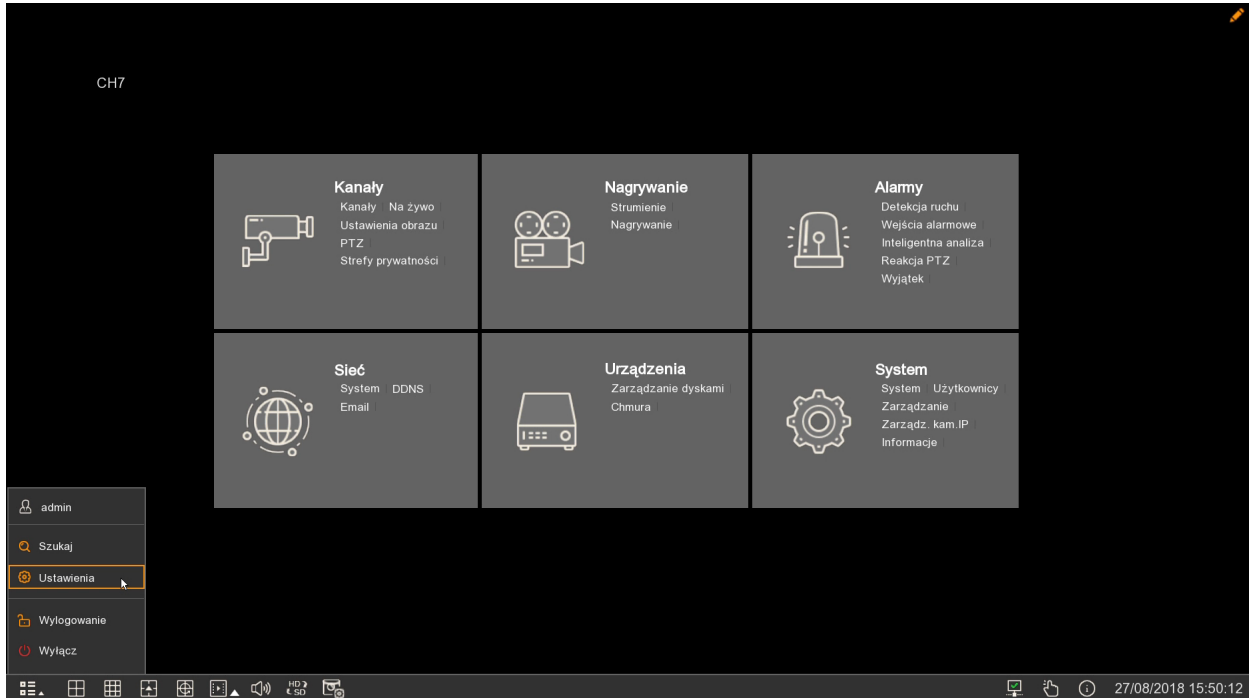 CH7
Kanały
Kanały | Na żywo |
Ustawienia obrazu |
PTZ |
Strefy prywatności |
Nagrywanie
Strumienie |
Nagrywanie |
Alarmy
Detekcja ruchu |
Wejścia alarmowe |
Inteligentna analiza |
Reakcja PTZ |
Wyjątek |
Sieć
System | DDNS |
Email |
Urządzenia
Zarządzanie dyskami |
Chmura |
System
System | Użytkownicy |
Zarządzanie |
Zarządz. kam.IP |
Informacje |
admin
Szukaj
Ustawienia
Wylogowanie
Wyłącz
HD
SD
27/08/2018 15:50:12